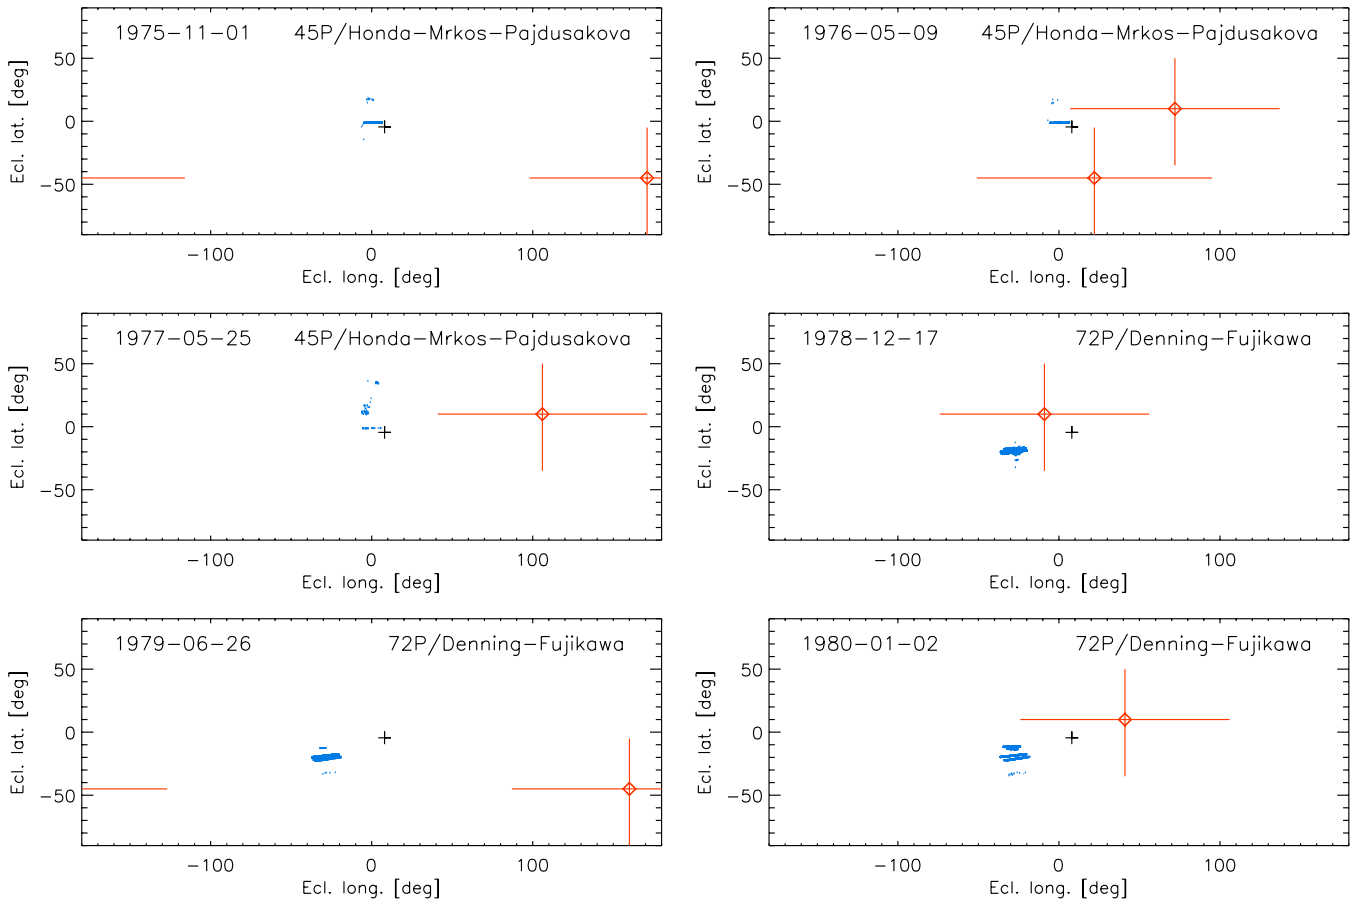 1975-11-01 45P/Honda-Mrkos-Pajdusakova
50
0
-50
Ecl. lat. [deg]
-100 0 100
Ecl. long. [deg]
1976-05-09 45P/Honda-Mrkos-Pajdusakova
50
0
-50
Ecl. lat. [deg]
-100 0 100
Ecl. long. [deg]
1977-05-25 45P/Honda-Mrkos-Pajdusakova
50
0
-50
Ecl. lat. [deg]
-100 0 100
Ecl. long. [deg]
1978-12-17 72P/Denning-Fujikawa
50
0
-50
Ecl. lat. [deg]
-100 0 100
Ecl. long. [deg]
1979-06-26 72P/Denning-Fujikawa
50
0
-50
Ecl. lat. [deg]
-100 0 100
Ecl. long. [deg]
1980-01-02 72P/Denning-Fujikawa
50
0
-50
Ecl. lat. [deg]
-100 0 100
Ecl. long. [deg]